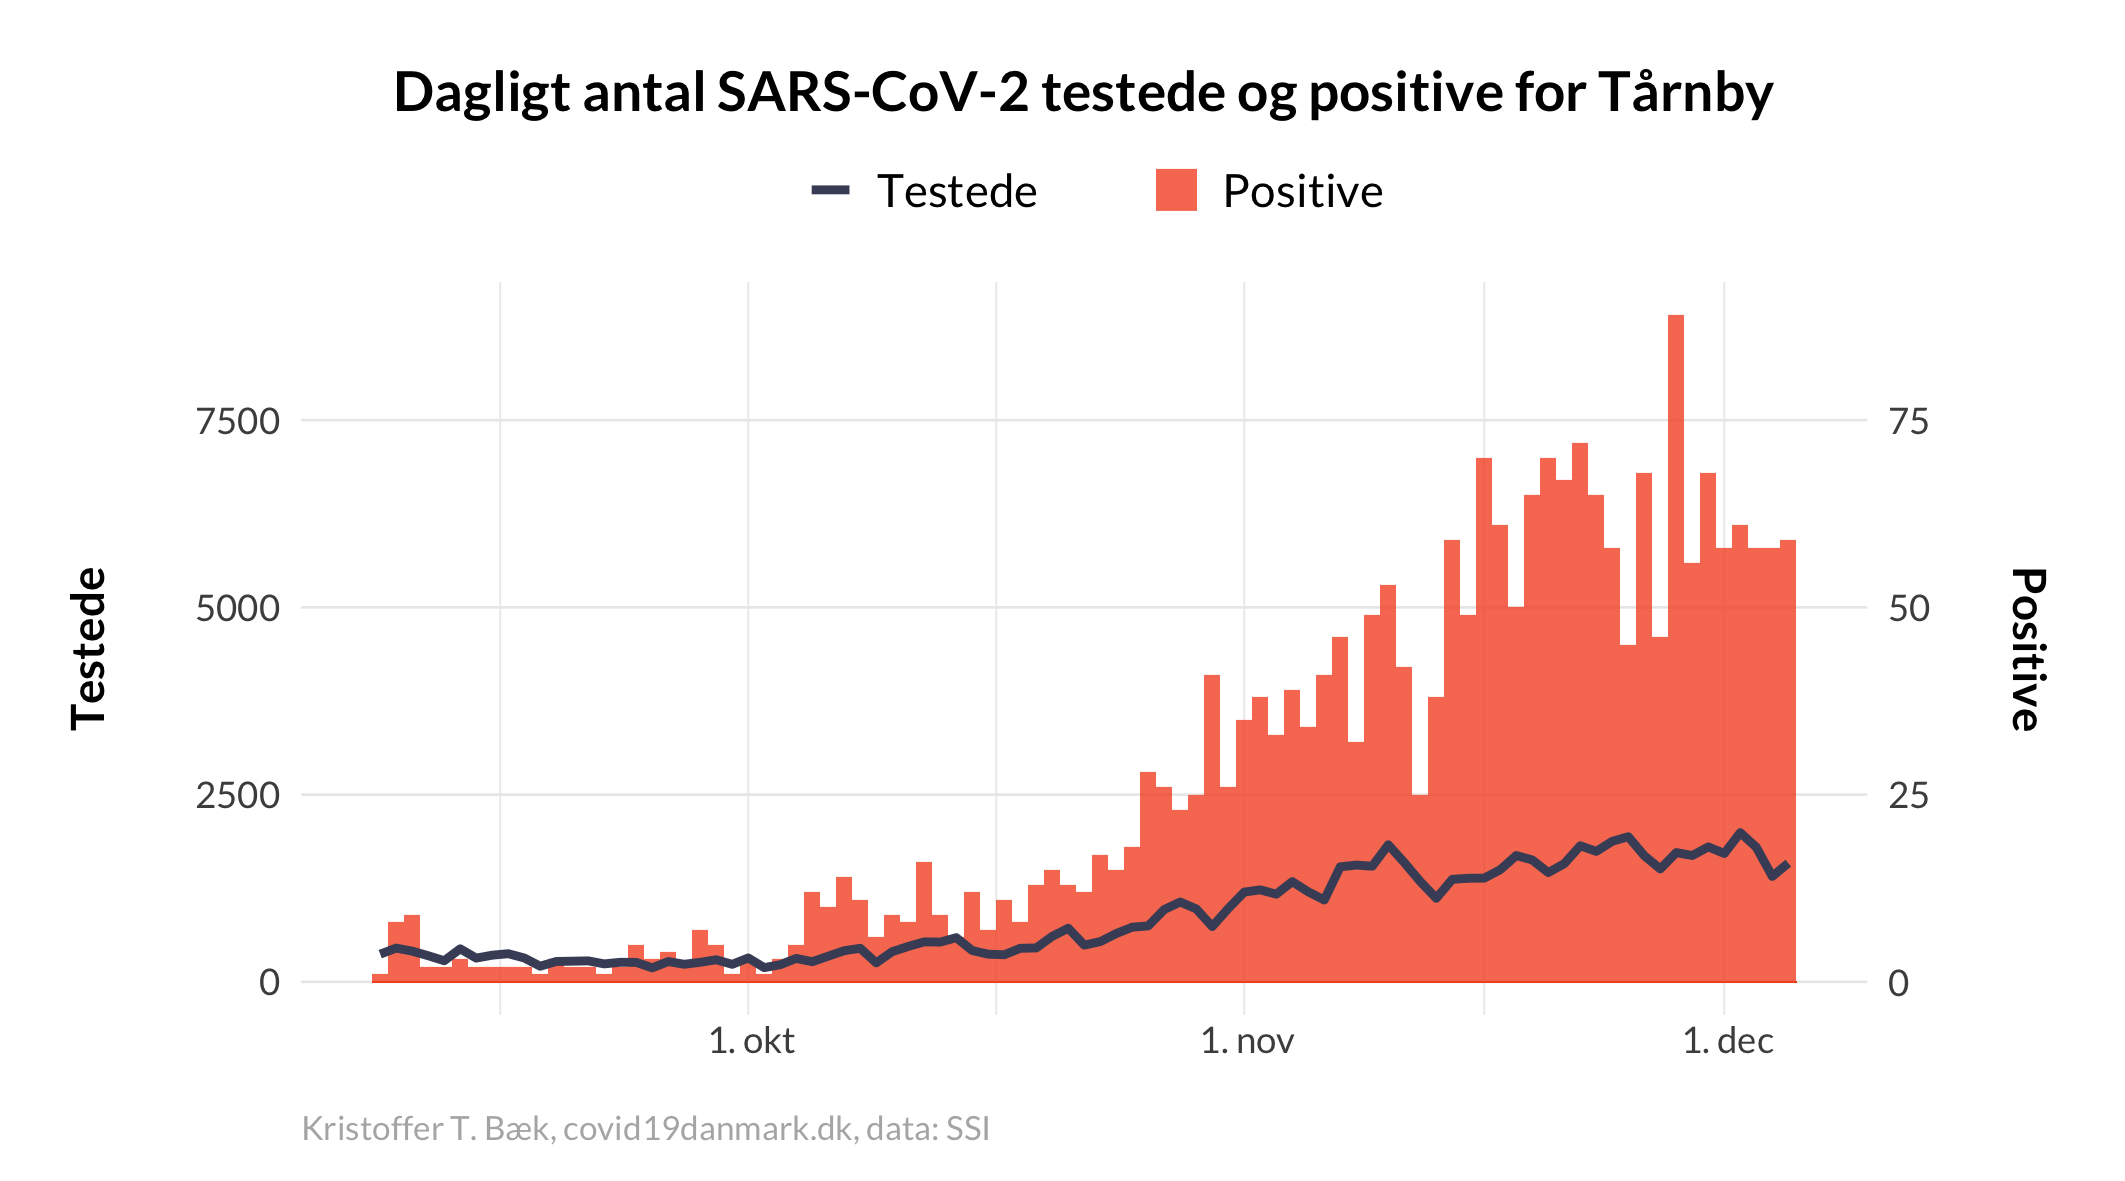 Dagligt antal SARS-CoV-2 testede og positive for Tårnby
Testede Positive
7500 75
5000 50
2500 25
0 0
Testede
Positive
1. okt 1. nov 1. dec
Kristoffer T. Bæk, covid19danmark.dk, data: SSI